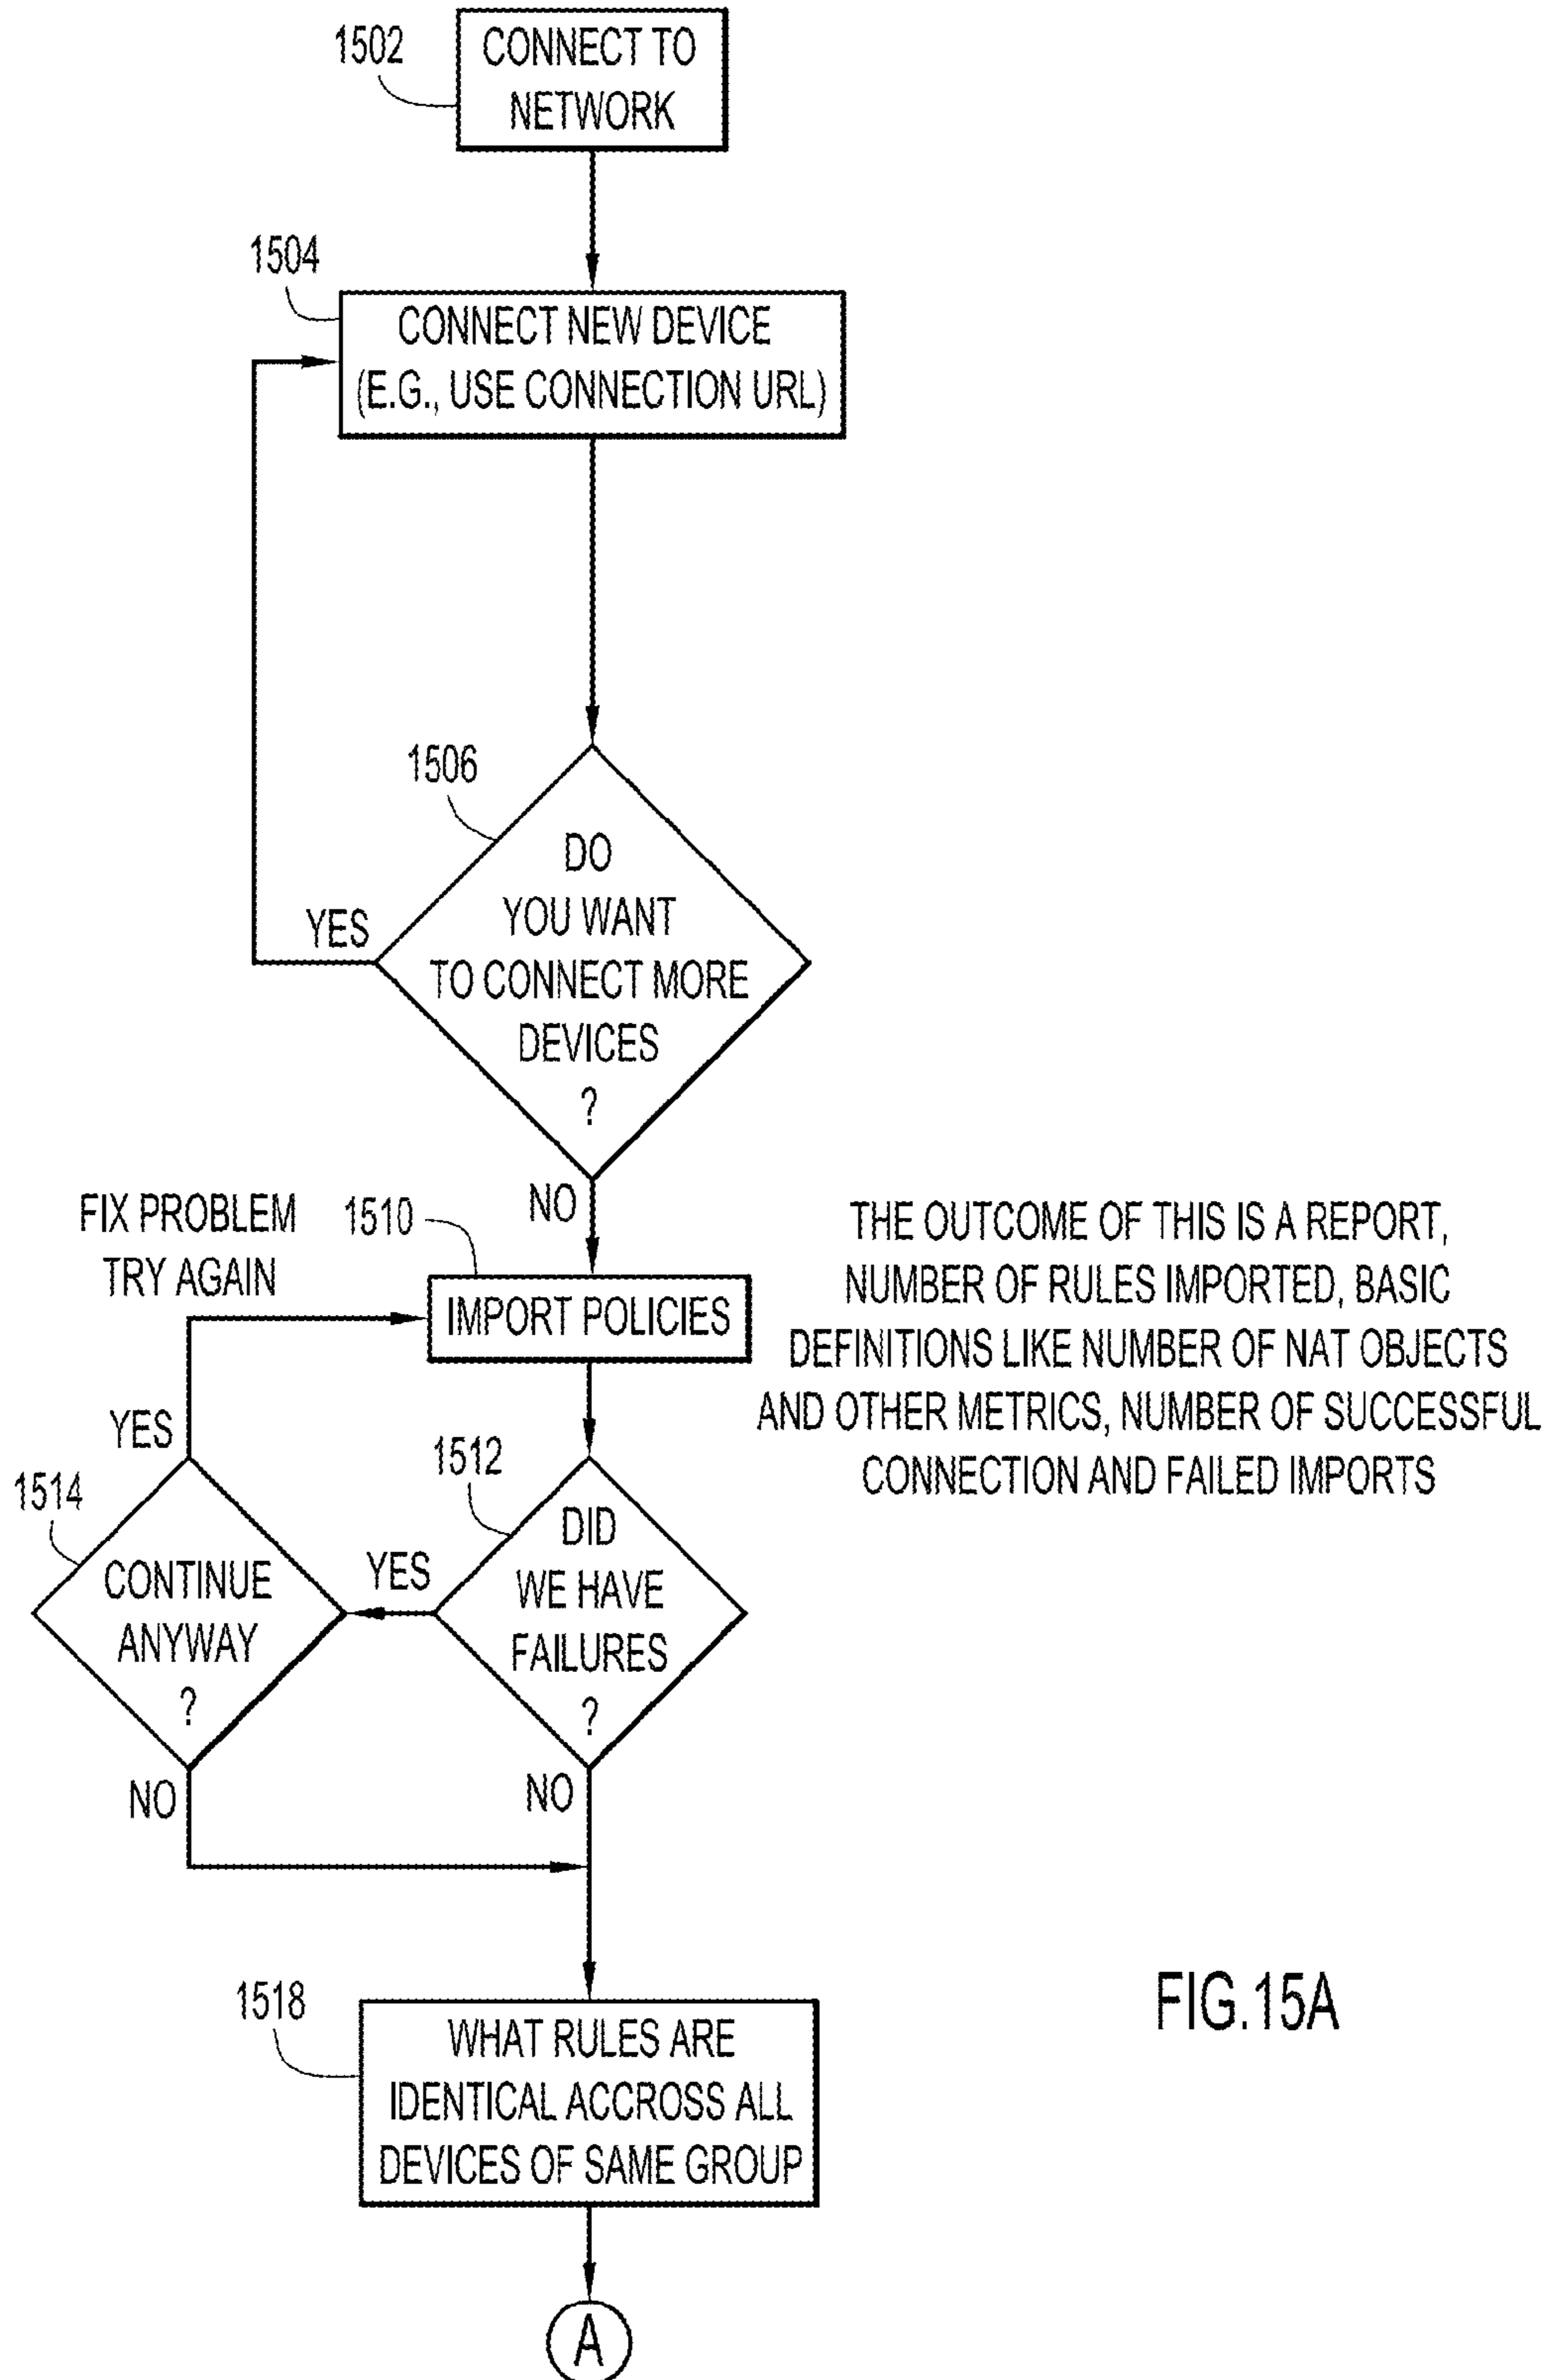 1502
CONNECT TO
NETWORK
1504
CONNECT NEW DEVICE
(E.G., USE CONNECTION URL)
1506
DO
YOU WANT
TO CONNECT MORE
DEVICES
?
YES
NO
FIX PROBLEM
TRY AGAIN
1510
IMPORT POLICIES
THE OUTCOME OF THIS IS A REPORT,
NUMBER OF RULES IMPORTED, BASIC
DEFINITIONS LIKE NUMBER OF NAT OBJECTS
AND OTHER METRICS, NUMBER OF SUCCESSFUL
CONNECTION AND FAILED IMPORTS
YES
1514
CONTINUE
ANYWAY
?
NO
YES
1512
DID
WE HAVE
FAILURES
?
NO
1518
WHAT RULES ARE
IDENTICAL ACCROSS ALL
DEVICES OF SAME GROUP
A
FIG.15A